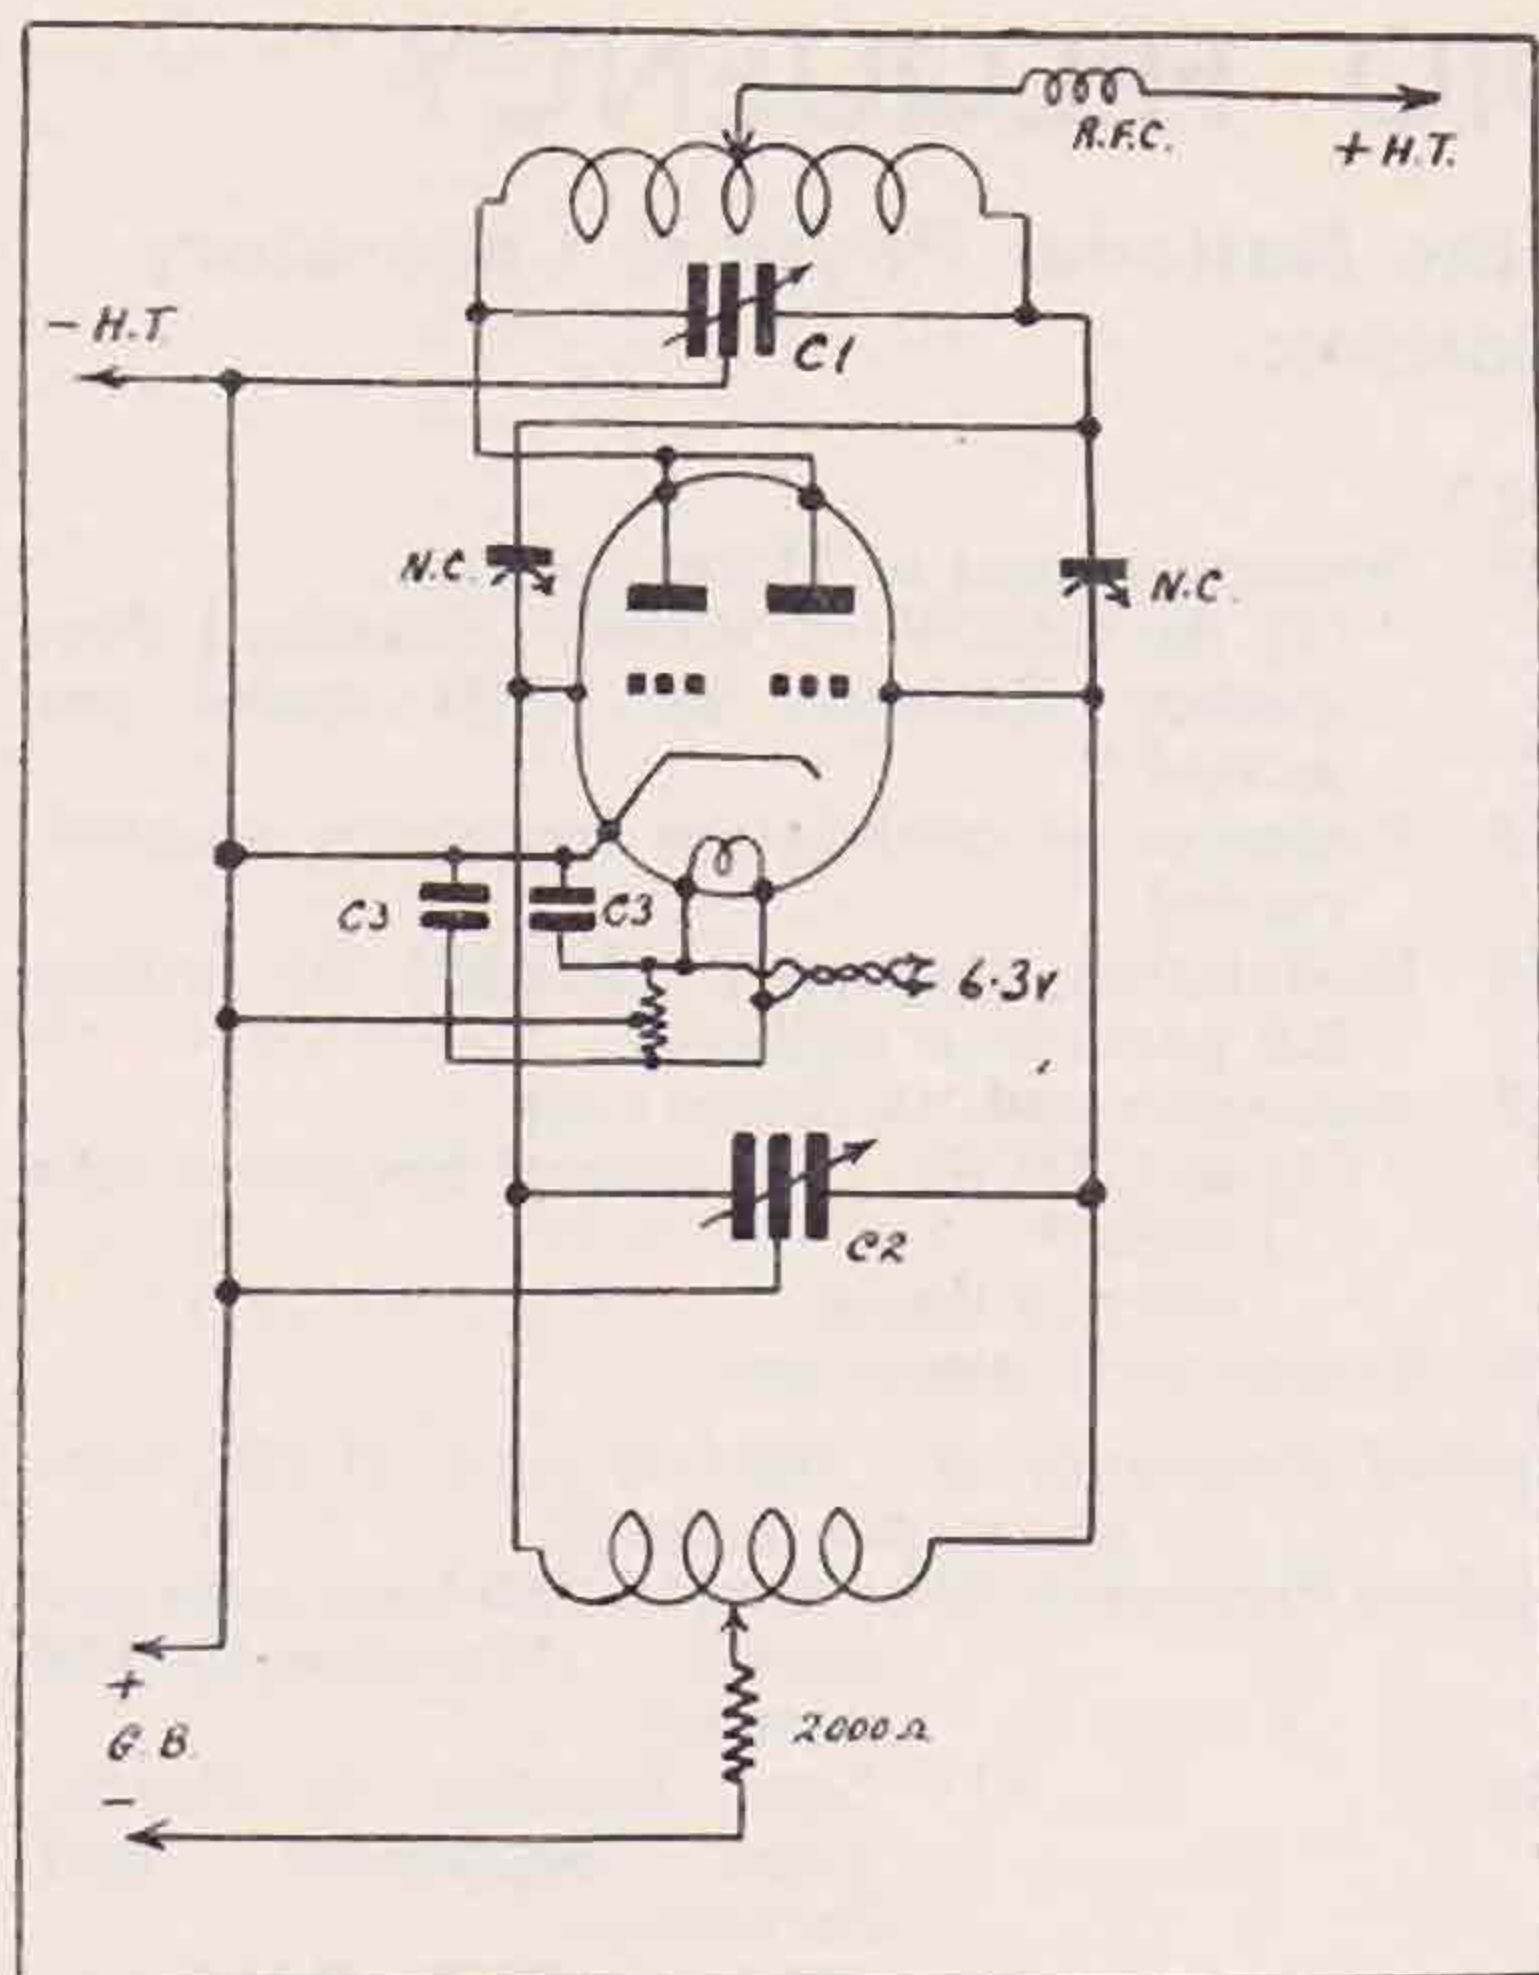 R.F.C.
+ H.T.
- H.T.
C1
N.C.
N.C.
C3
C3
6.3v
C2
+
G.B.
-
2000Ω